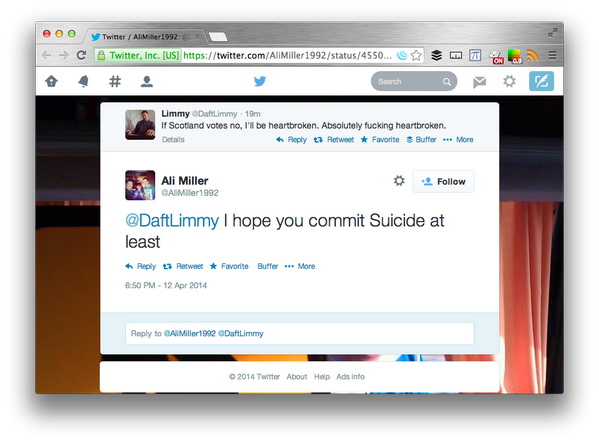 Twitter / AliMiller1992: @D
Twitter, Inc. [US] https://twitter.com/AliMiller1992/status/4550
ON
0.9
Search
Limmy @DaftLimmy · 19m
If Scotland votes no, I'll be heartbroken. Absolutely fucking heartbroken.
Details Reply Retweet Favorite Buffer More
Ali Miller
@AliMiller1992
Follow
@DaftLimmy I hope you commit Suicide at
least
Reply Retweet Favorite Buffer More
6:50 PM - 12 Apr 2014
Reply to @AliMiller1992 @DaftLimmy
© 2014 Twitter About Help Ads info